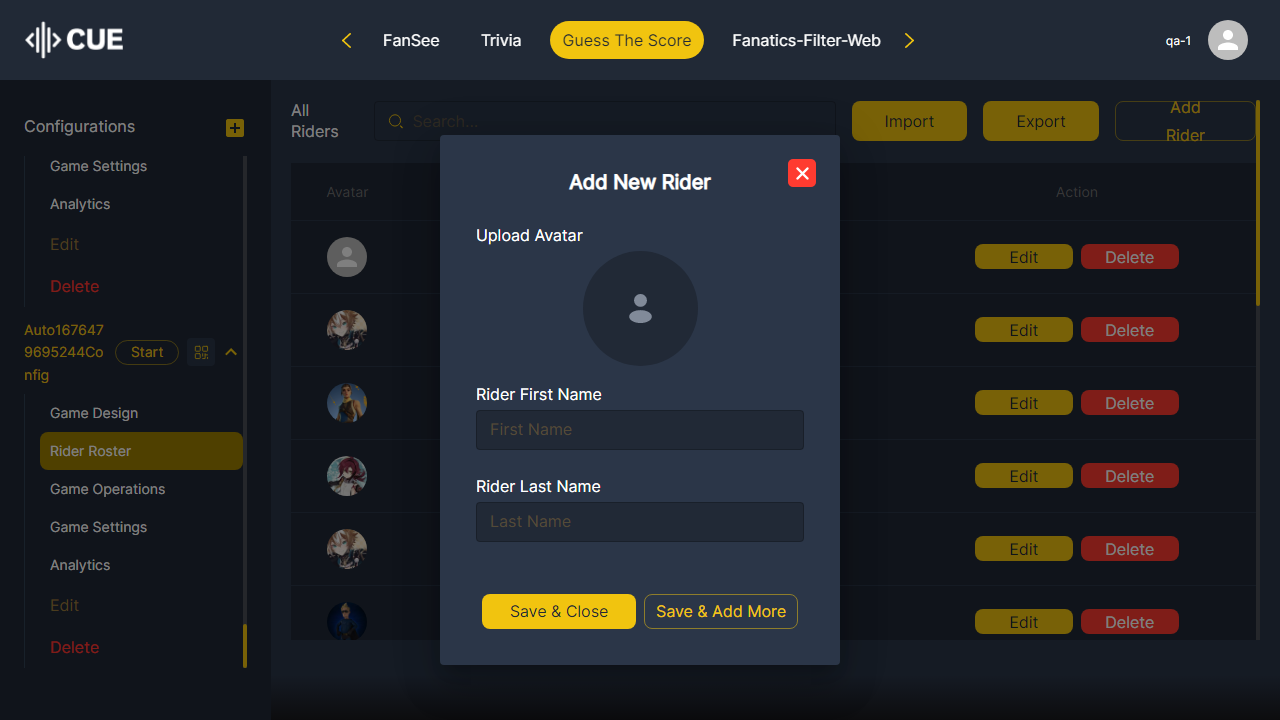 CUE
FanSee
Trivia
Guess The Score
Fanatics-Filter-Web
qa-1
Configurations
Game Settings
Analytics
Edit
Delete
Auto167647
9695244Co
nfig
Start
Game Design
Rider Roster
Game Operations
Game Settings
Analytics
Edit
Delete
All
Riders
Search...
Import
Export
Add
Rider
Avatar
Action
Edit
Delete
Edit
Delete
Edit
Delete
Edit
Delete
Edit
Delete
Edit
Delete
Add New Rider
Upload Avatar
Rider First Name
First Name
Rider Last Name
Last Name
Save & Close
Save & Add More